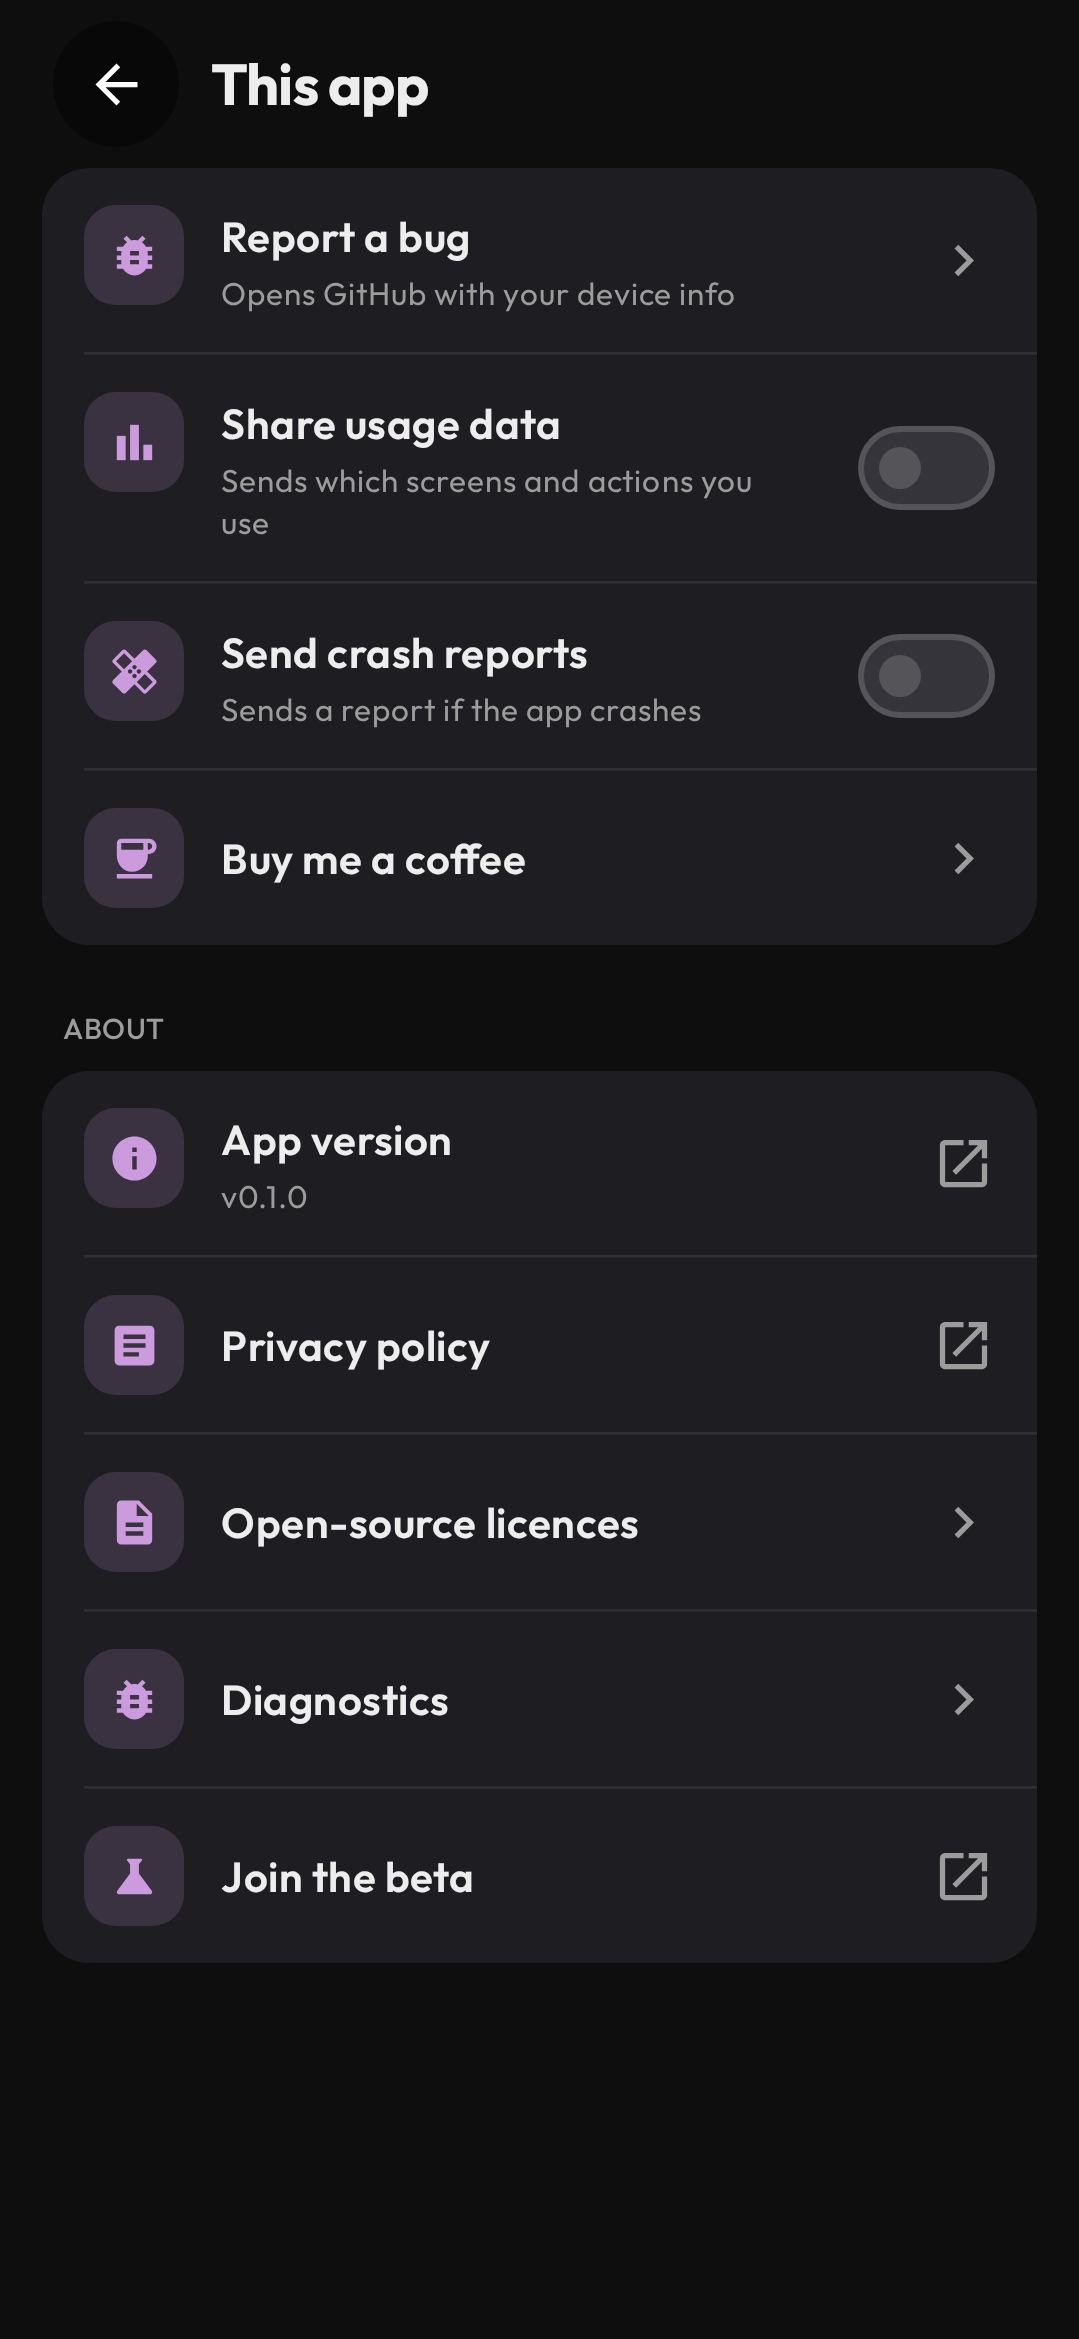 This app
Report a bug
Opens GitHub with your device info
Share usage data
Sends which screens and actions you
use
Send crash reports
Sends a report if the app crashes
Buy me a coffee
ABOUT
App version
v0.1.0
Privacy policy
Open-source licences
Diagnostics
Join the beta